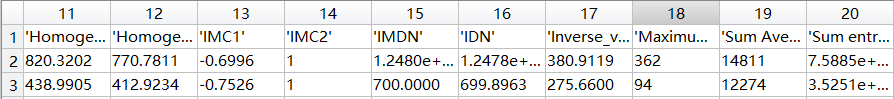 11 12 13 14 15 16 17 18 19 20
1 'Homoge... 'Homoge... 'IMC1' 'IMC2' 'IMDN' 'IDN' 'Inverse_v... 'Maximu... 'Sum Ave... 'Sum entr...
2 820.3202 770.7811 -0.6996 1 1.2480e+... 1.2478e+... 380.9119 362 14811 7.5885e+...
3 438.9905 412.9234 -0.7526 1 700.0000 699.8963 275.6600 94 12274 3.5251e+...